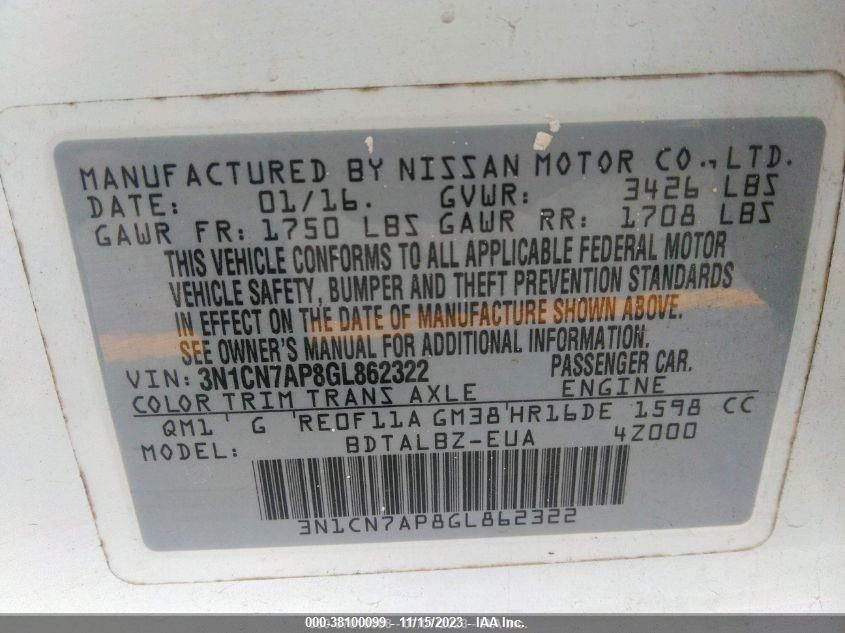 MANUFACTURED BY NISSAN MOTOR CO., LTD.
DATE: 01/16. GVWR: 3426 LBS
GAWR FR: 1750 LBS GAWR RR: 1708 LBS
THIS VEHICLE CONFORMS TO ALL APPLICABLE FEDERAL MOTOR
VEHICLE SAFETY, BUMPER AND THEFT PREVENTION STANDARDS
IN EFFECT ON THE DATE OF MANUFACTURE SHOWN ABOVE.
SEE OWNER'S MANUAL FOR ADDITIONAL INFORMATION.
VIN: 3N1CN7AP8GL862322 PASSENGER CAR.
COLOR TRIM TRANS AXLE ENGINE
QM1 G RE0F11A GM38 HR16DE 1598 CC
MODEL: BDTALBZ-EUA 4Z000
3N1CN7AP8GL862322
000-38100099 - 11/15/2023 - IAA Inc.